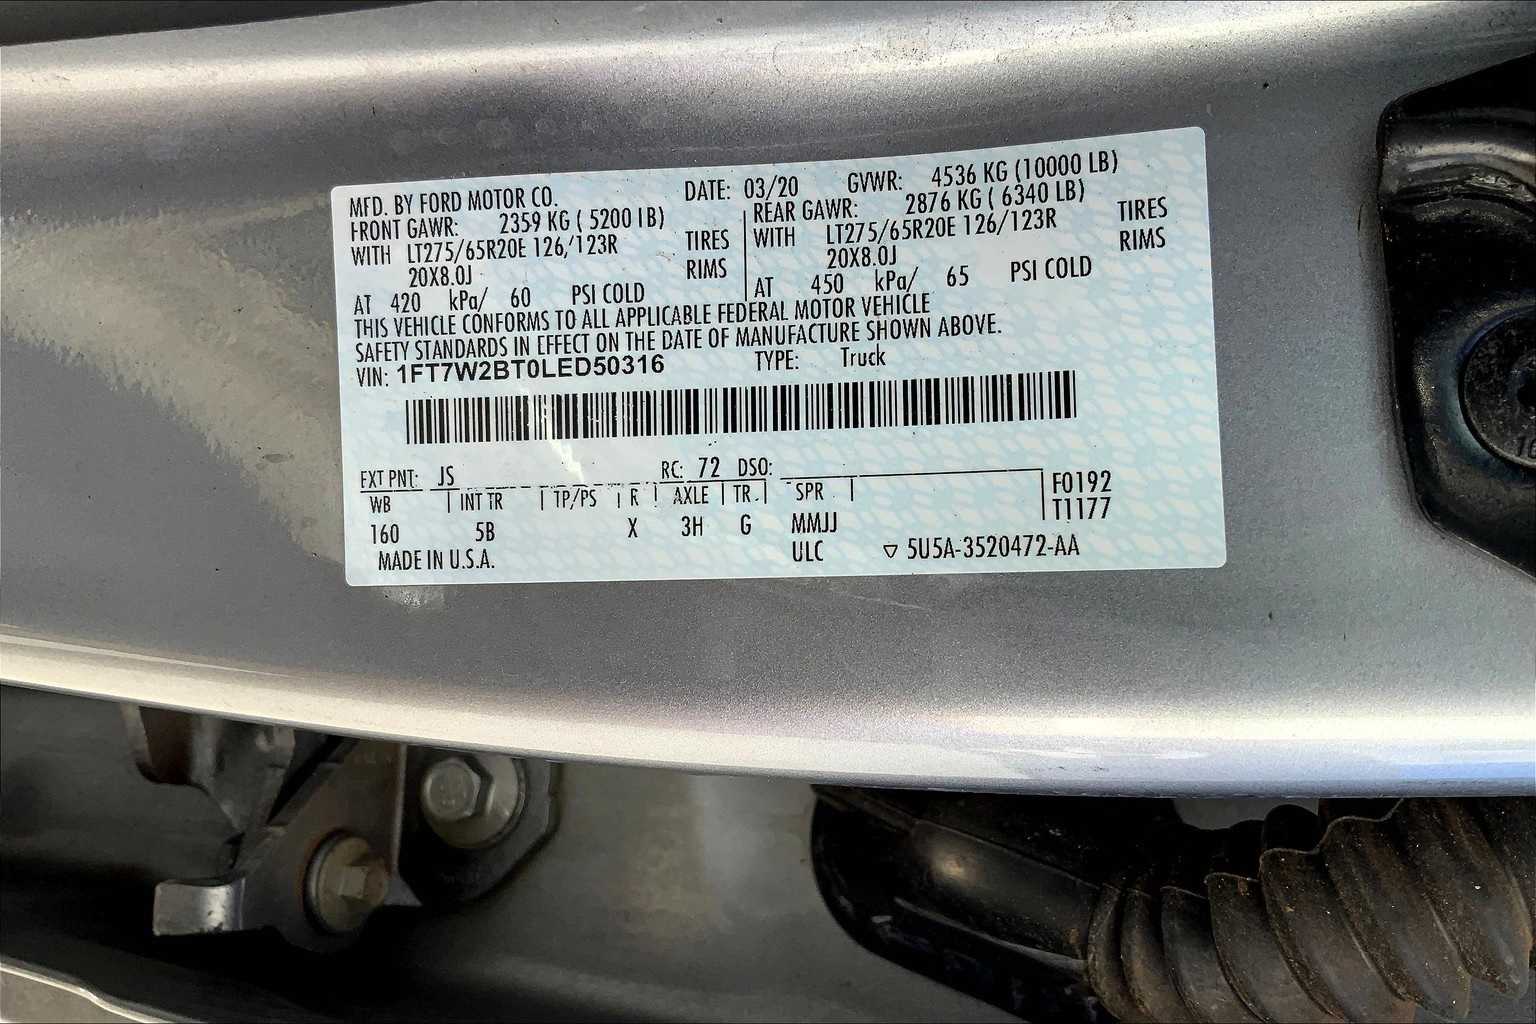 MFD. BY FORD MOTOR CO. DATE: 03/20 GVWR: 4536 KG (10000 LB)
FRONT GAWR: 2359 KG ( 5200 lB) REAR GAWR: 2876 KG ( 6340 LB)
WITH LT275/65R20E 126/123R TIRES WITH LT275/65R20E 126/123R TIRES
20X8.0J RIMS 20X8.0J RIMS
AT 420 kPa/ 60 PSI COLD AT 450 kPa/ 65 PSI COLD
THIS VEHICLE CONFORMS TO ALL APPLICABLE FEDERAL MOTOR VEHICLE
SAFETY STANDARDS IN EFFECT ON THE DATE OF MANUFACTURE SHOWN ABOVE.
VIN: 1FT7W2BT0LED50316 TYPE: Truck
EXT PNT: JS RC: 72 DSO:
WB INT TR TP/PS R AXLE TR SPR F0192
160 5B X 3H G MMJJ T1177
MADE IN U.S.A. ULC ▽ 5U5A-3520472-AA